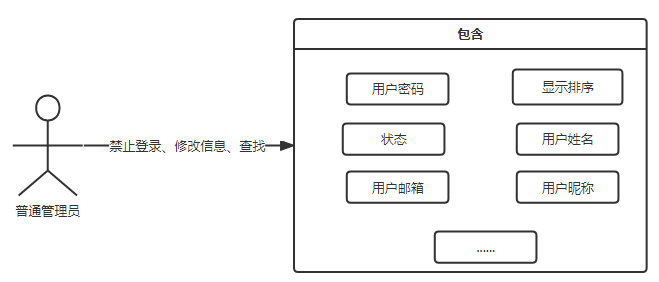 包含
用户密码
显示排序
禁止登录、修改信息、查找
状态
用户姓名
用户邮箱
用户昵称
普通管理员
......